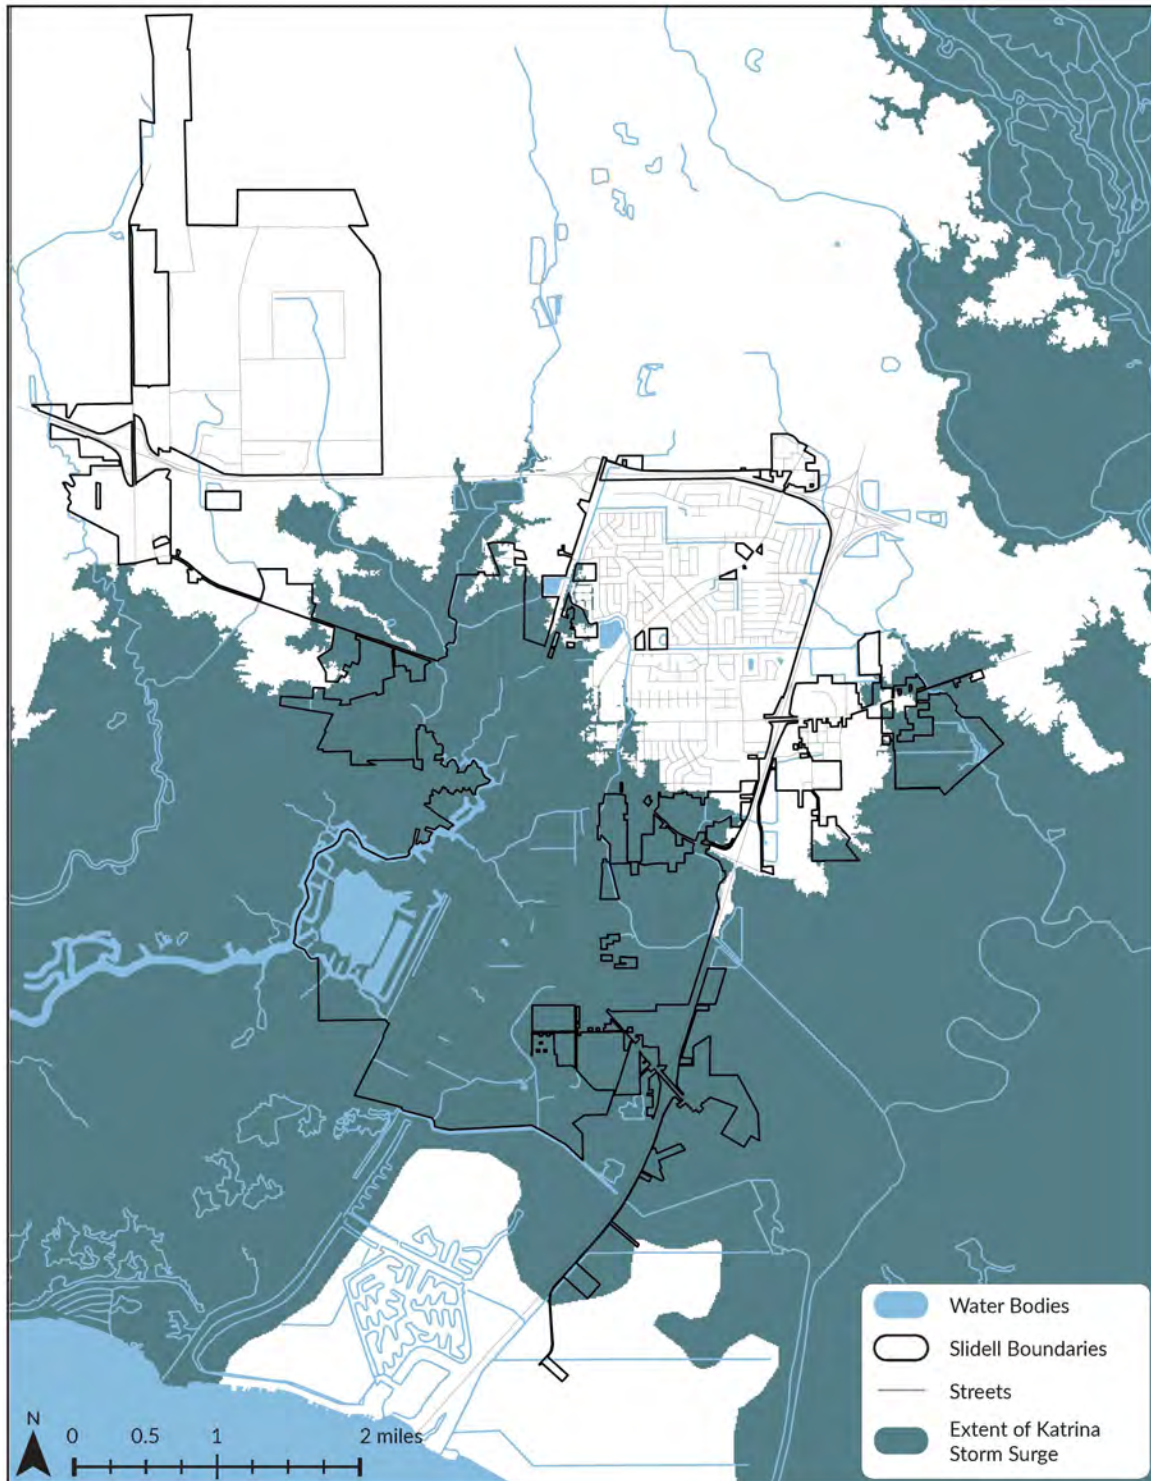 Water Bodies
Slidell Boundaries
Streets
Extent of Katrina
Storm Surge
N
0 0.5 1 2 miles